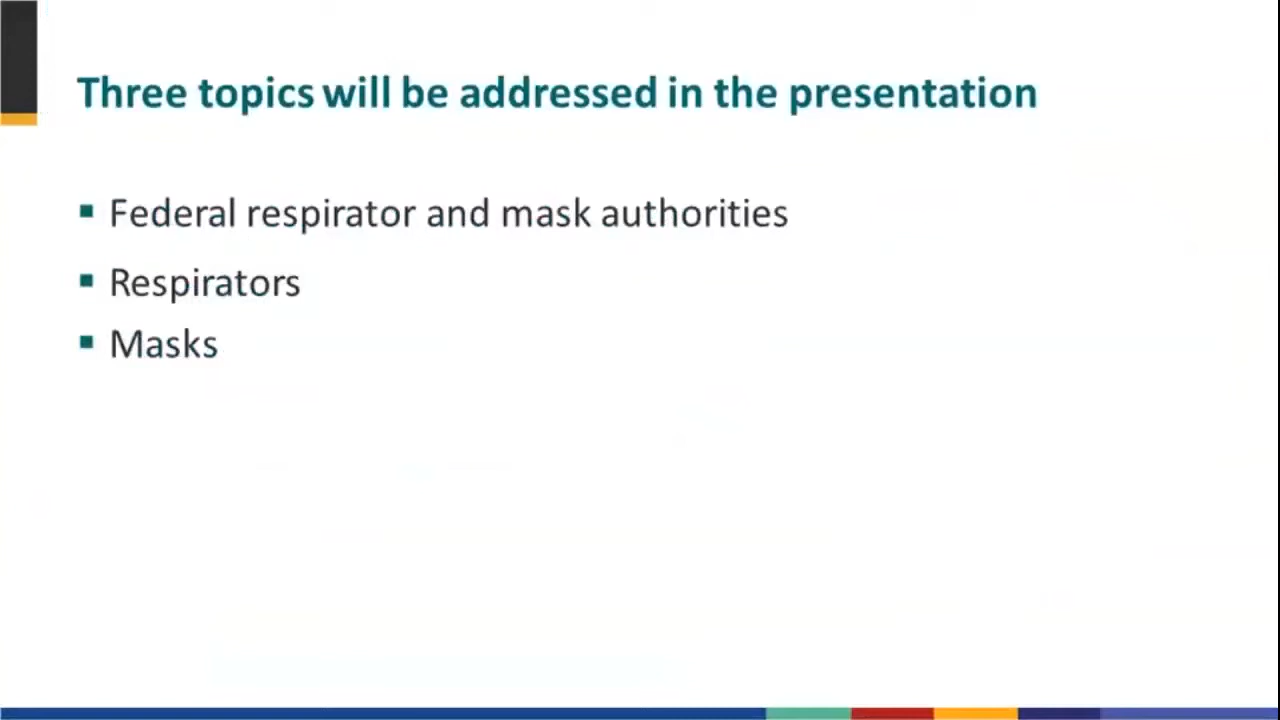 Three topics will be addressed in the presentation
▪ Federal respirator and mask authorities
▪ Respirators
▪ Masks